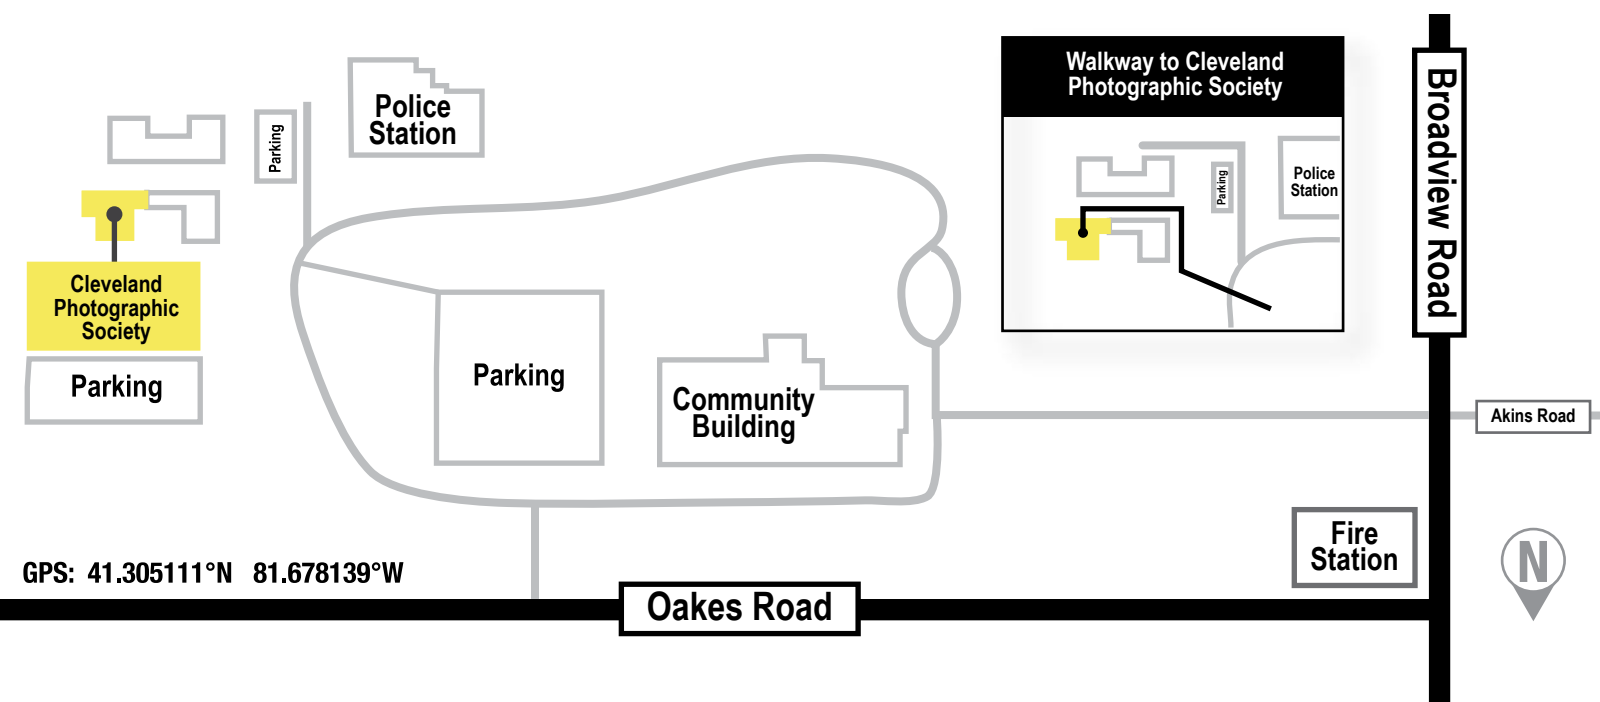 Police
Station
Parking
Cleveland
Photographic
Society
Parking
Parking
Community
Building
Walkway to Cleveland
Photographic Society
Police
Station
Parking
Broadview Road
Akins Road
Fire
Station
N
GPS: 41.305111°N 81.678139°W
Oakes Road